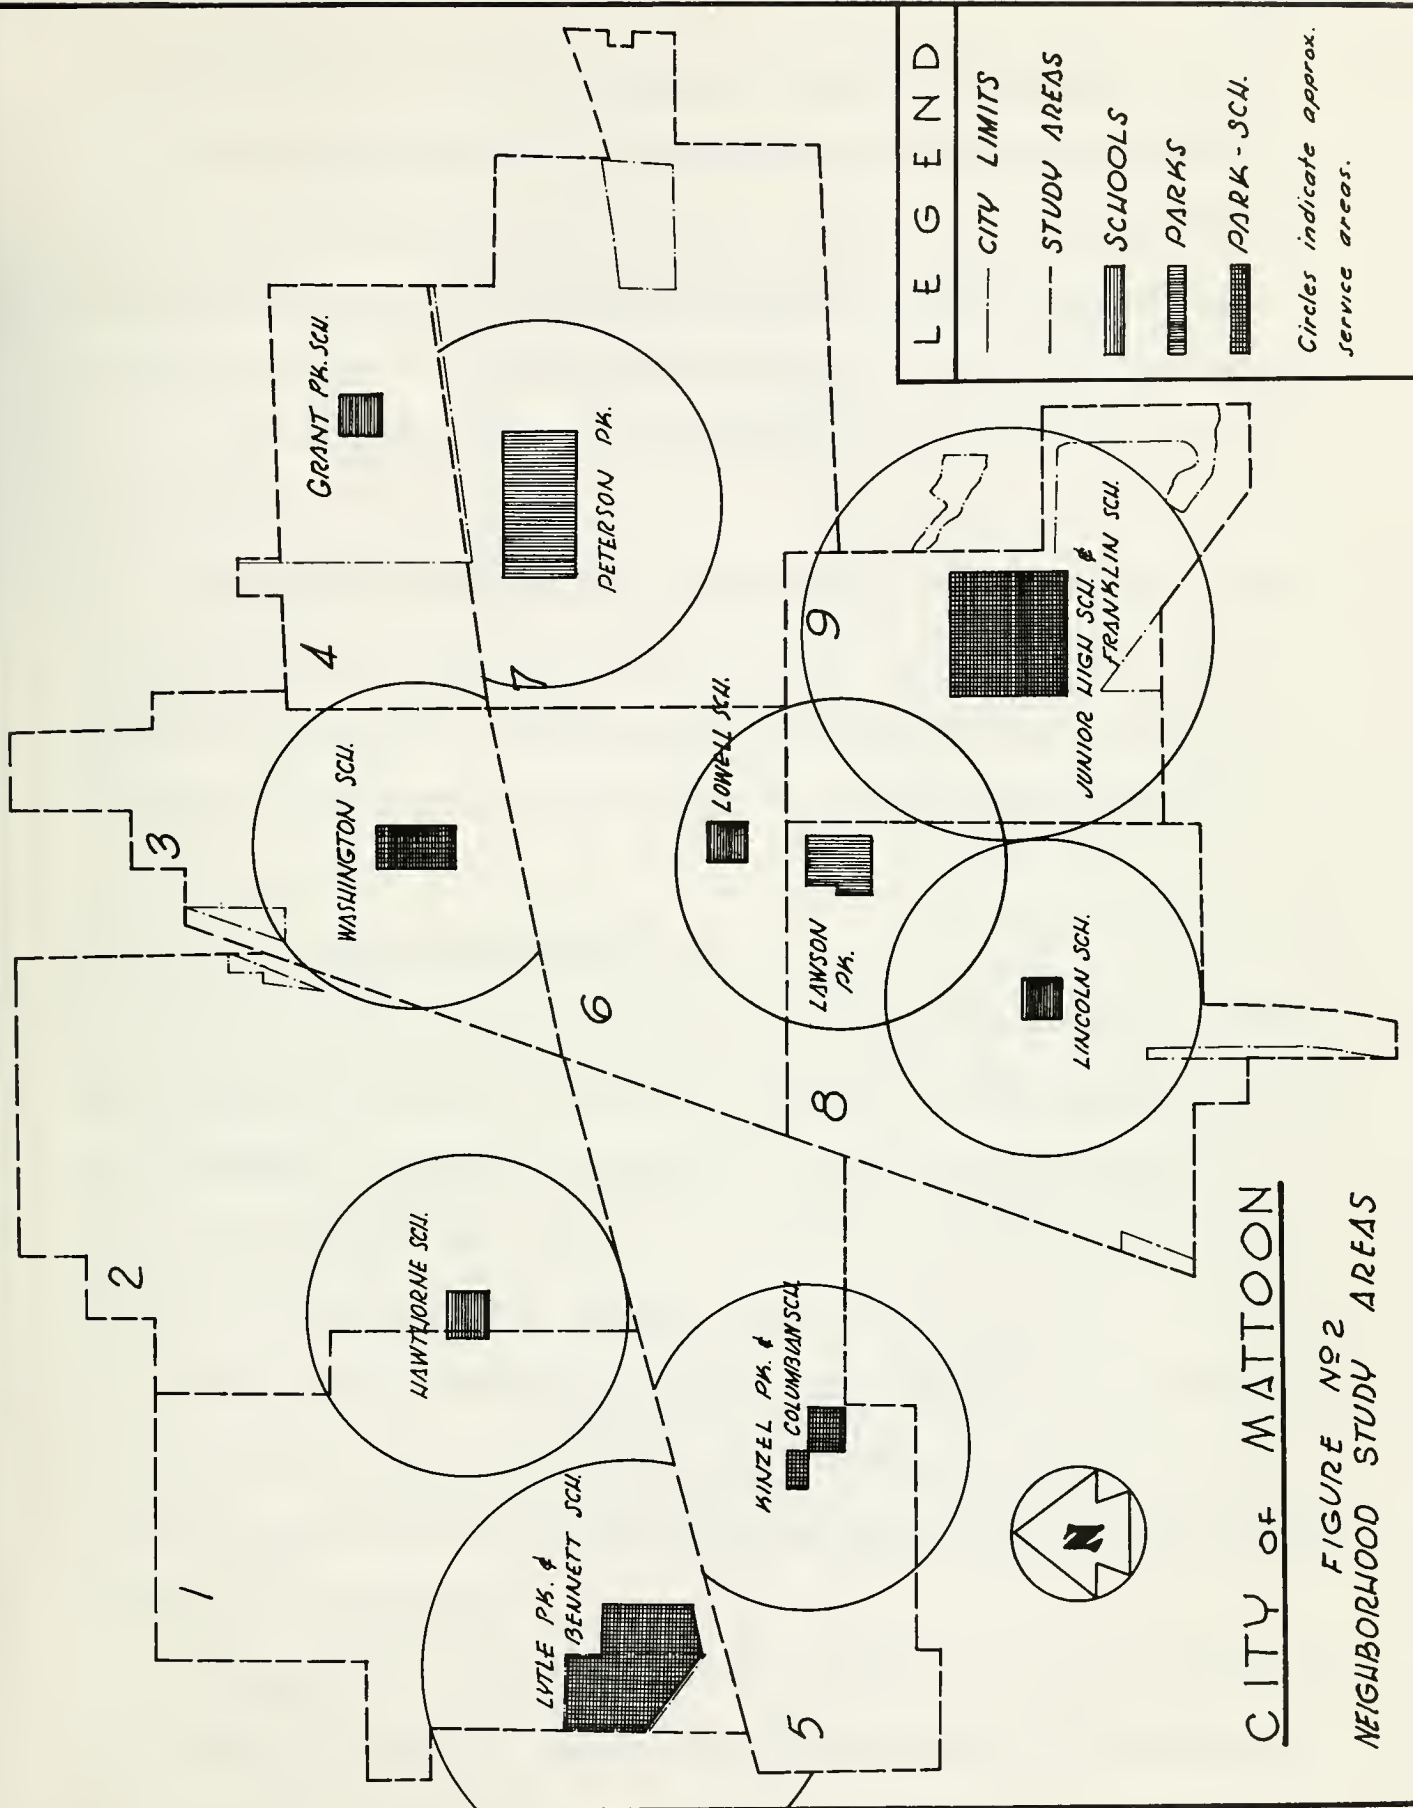 LEGEND
CITY LIMITS
STUDY AREAS
SCHOOLS
PARKS
PARK-SCH.
Circles indicate approx.
service areas.
1
2
3
4
5
6
7
8
9
LYTLE PK. &
BENNETT SCH.
HAWTHORNE SCH.
WASHINGTON SCH.
GRANT PK. SCH.
PETERSON PK.
KINZEL PK. &
COLUMBIAN SCH.
LAWSON
PK.
LOWELL SCH.
LINCOLN SCH.
JUNIOR HIGH SCH. &
FRANKLIN SCH.
N
CITY OF MATTOON
FIGURE Nº 2
NEIGHBORHOOD STUDY AREAS